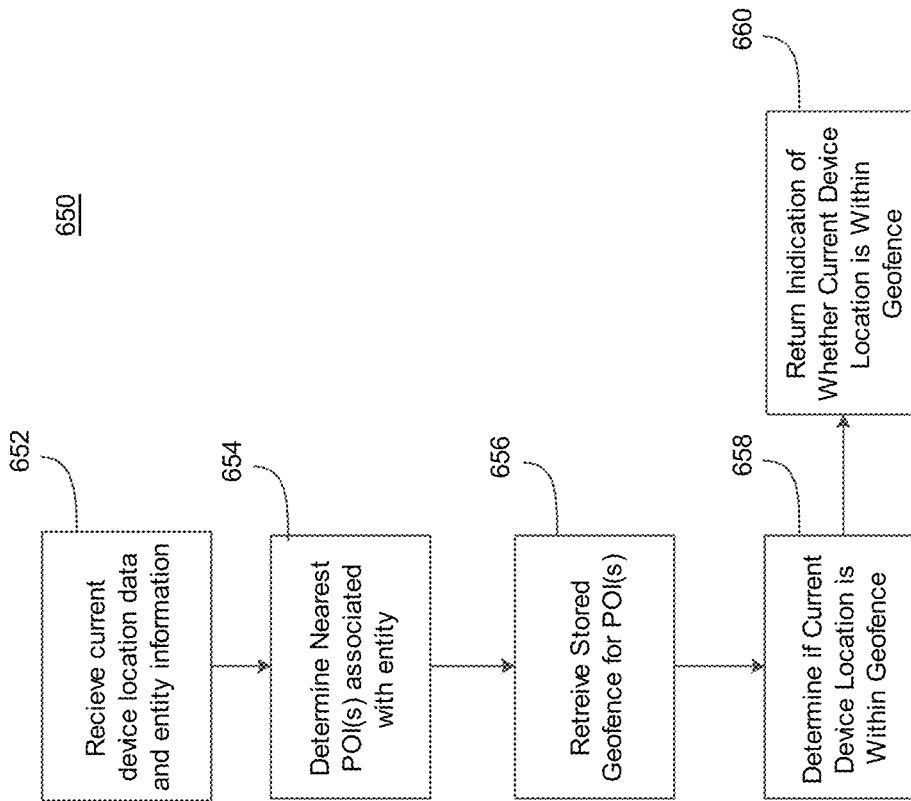 650
652
Recieve current
device location data
and entity information
654
Determine Nearest
POI(s) associated
with entity
656
Retreive Stored
Geofence for POI(s)
658
Determine if Current
Device Location is
Within Geofence
660
Return Inidication of
Whether Current Device
Location is Within
Geofence